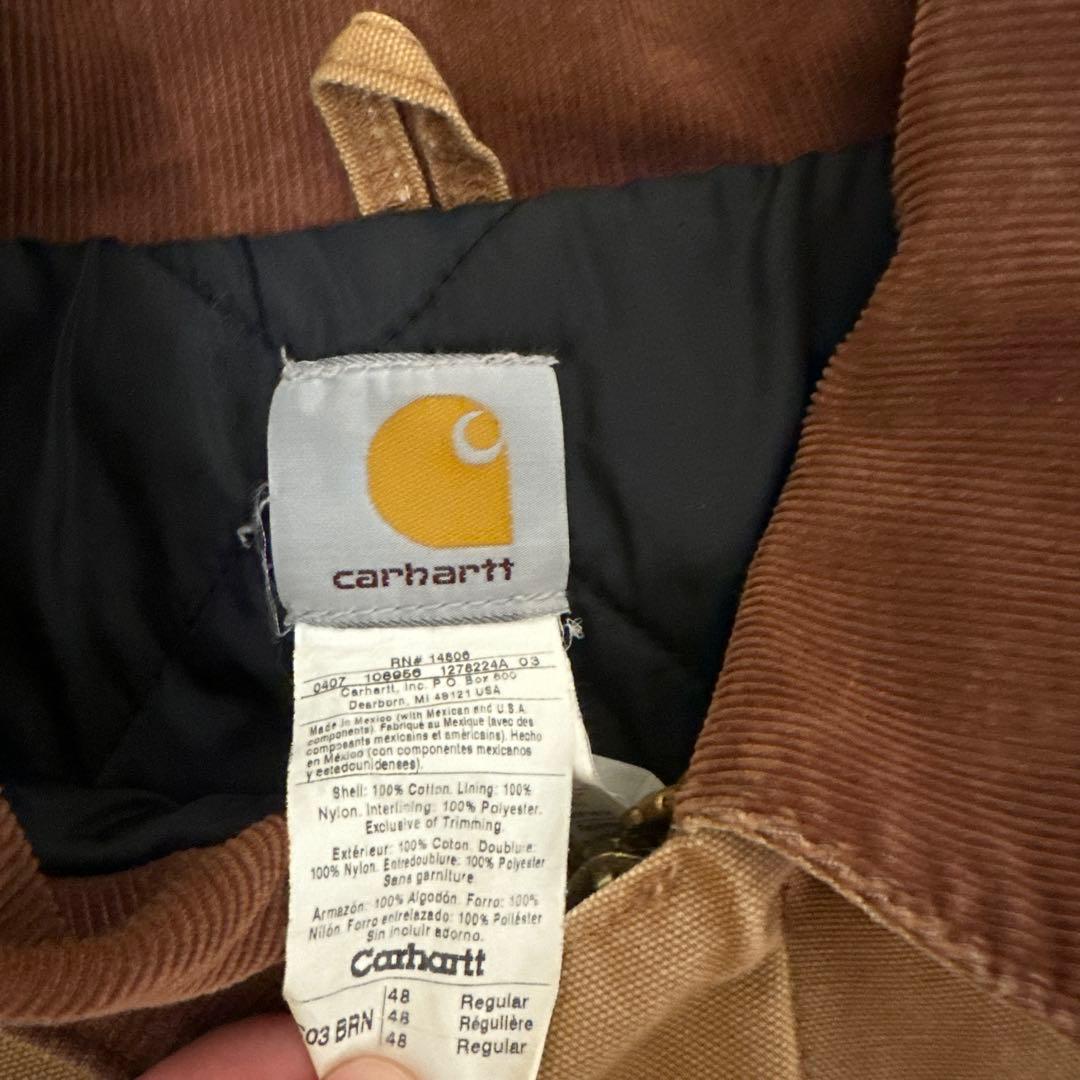 carhartt
RN# 14806
0407 106956 1278224A 03
Carhartt, Inc. P.O. Box 600
Dearborn, MI 48121 USA
Made in Mexico (with Mexican and U.S.A.
components). Fabriqué au Mexique (avec des
composants mexicains et américains). Hecho
en México (con componentes mexicanos
y estadounidenses).
Shell: 100% Cotton. Lining: 100%
Nylon. Interlining: 100% Polyester.
Exclusive of Trimming.
Extérieur: 100% Coton. Doublure:
100% Nylon. Entredoublure: 100% Polyester
Sans garniture.
Armazón: 100% Algodón. Forro: 100%
Nilón. Forro entrelazado: 100% Poliéster
Sin incluir adorno.
Carhartt
03 BRN
48 Regular
48 Régulière
48 Regular